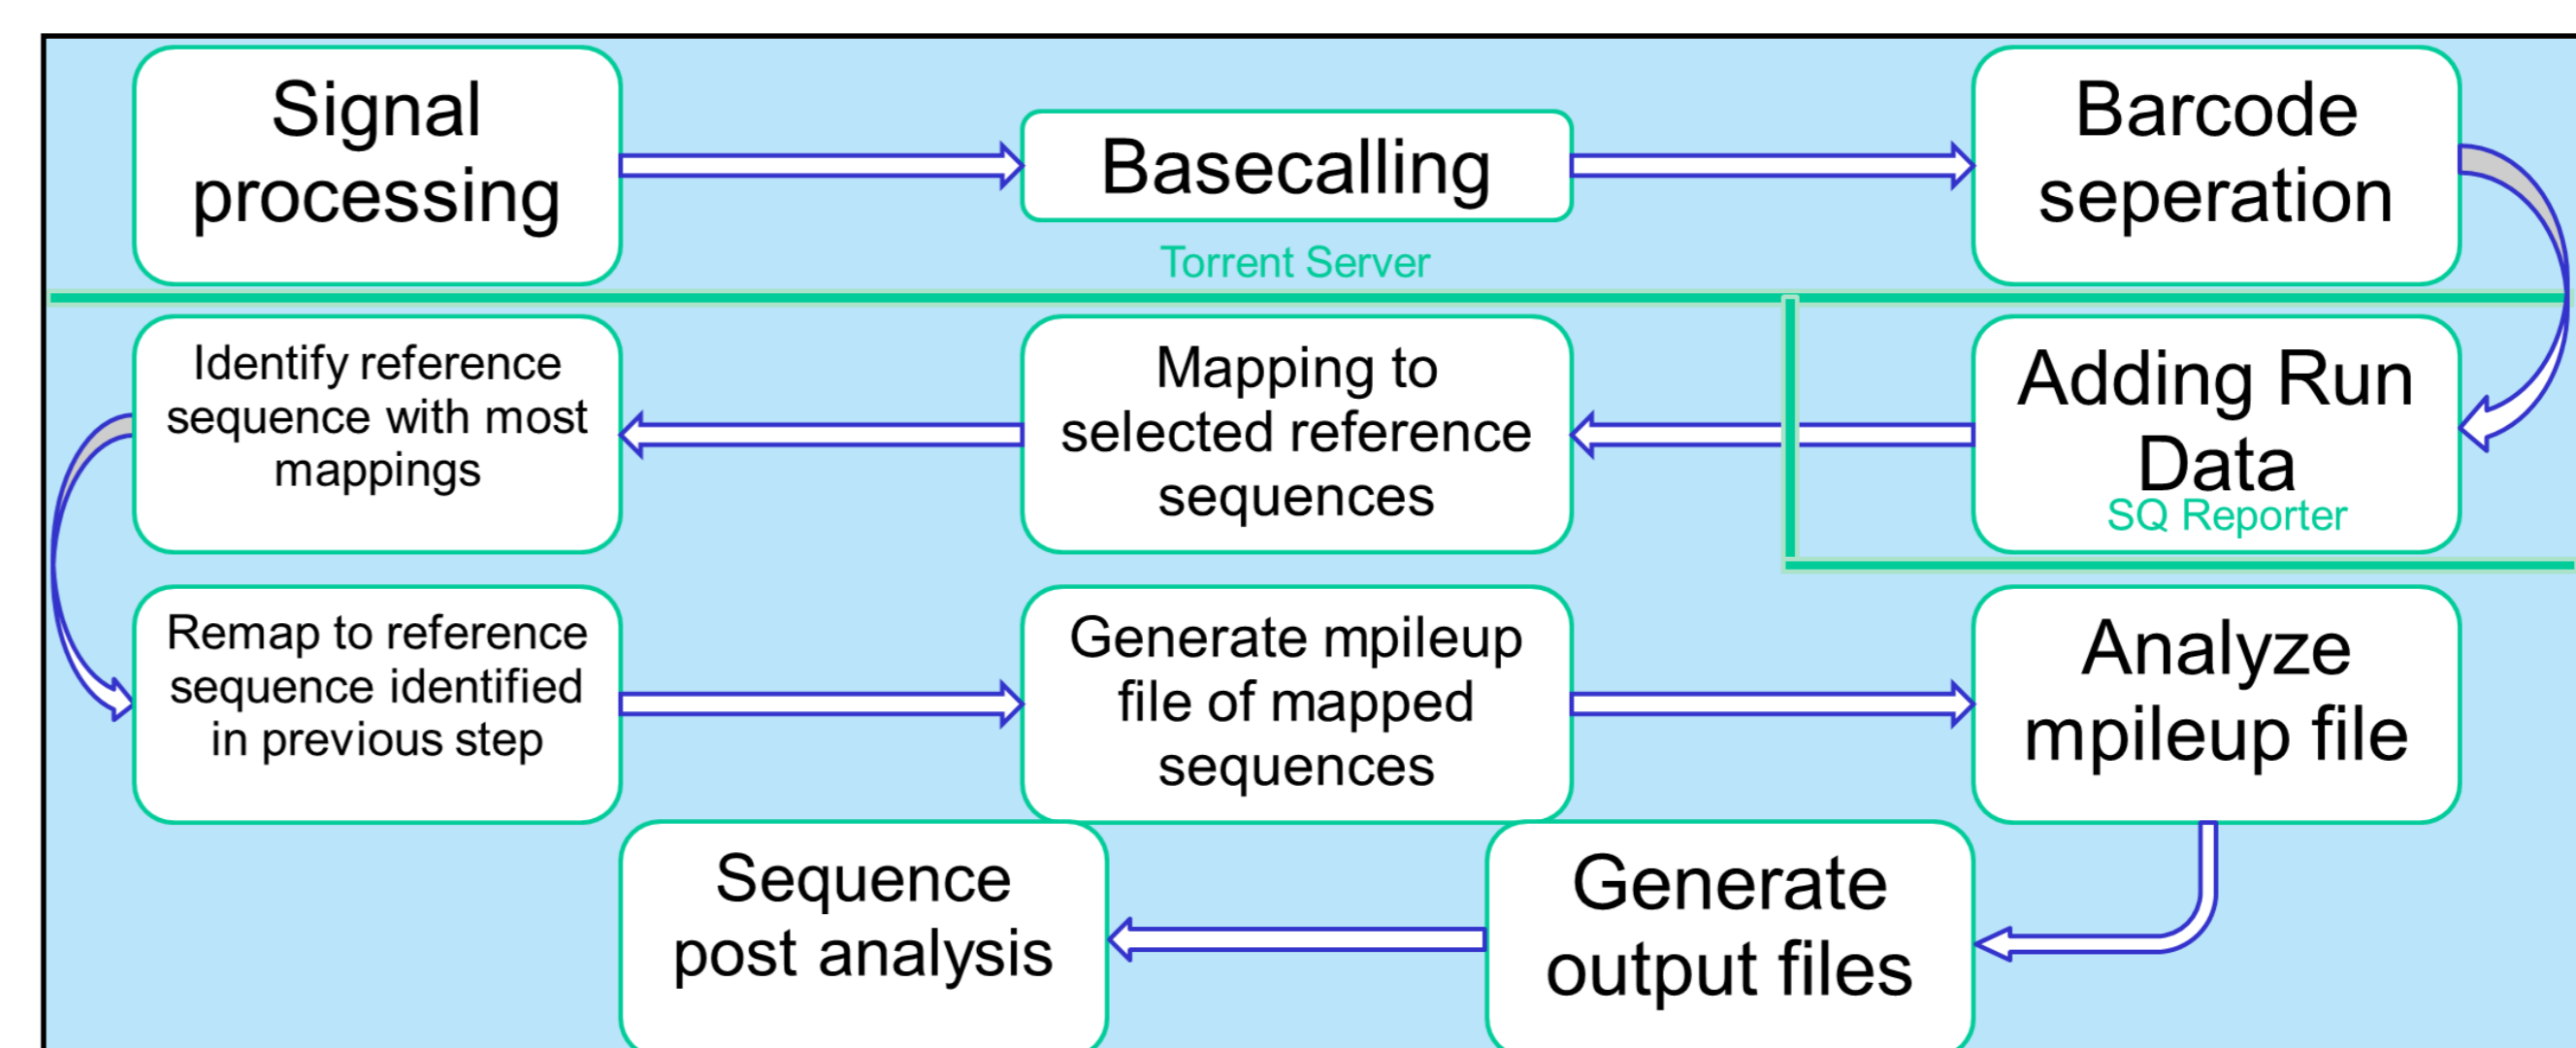 Signal
processing
Basecalling
Barcode
seperation
Torrent Server
Adding Run
Data
SQ Reporter
Mapping to
selected reference
sequences
Identify reference
sequence with most
mappings
Remap to reference
sequence identified
in previous step
Generate mpileup
file of mapped
sequences
Analyze
mpileup file
Generate
output files
Sequence
post analysis